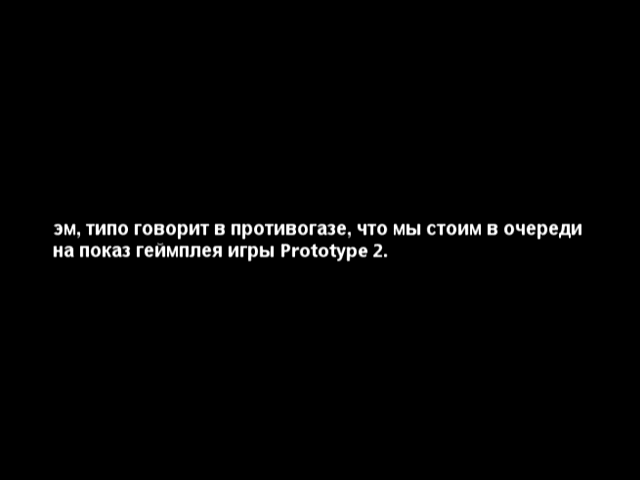 эм, типо говорит в противогазе, что мы стоим в очереди
на показ геймплея игры Prototype 2.